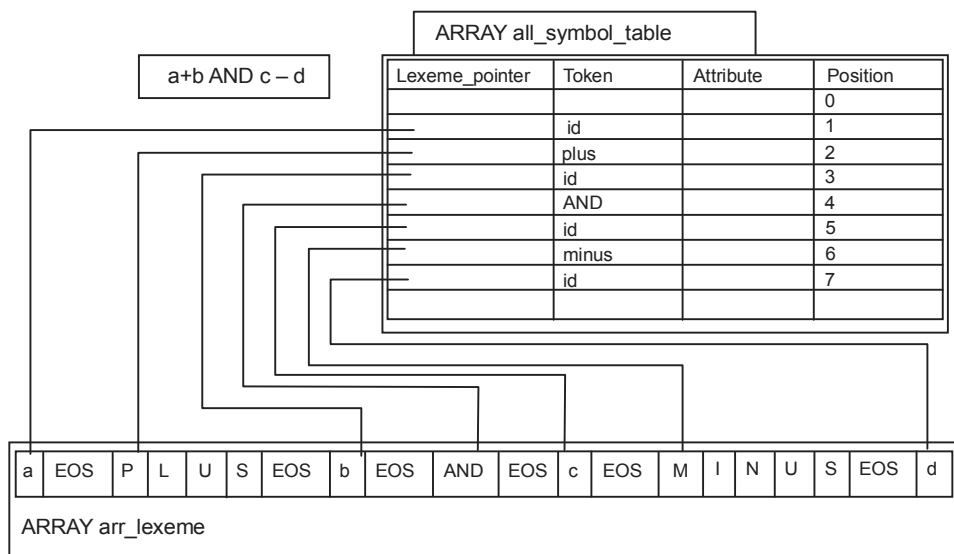 ARRAY all_symbol_table
a+b AND c – d
Lexeme_pointer Token Attribute Position
0
id 1
plus 2
id 3
AND 4
id 5
minus 6
id 7
a EOS P L U S EOS b EOS AND EOS c EOS M I N U S EOS d
ARRAY arr_lexeme